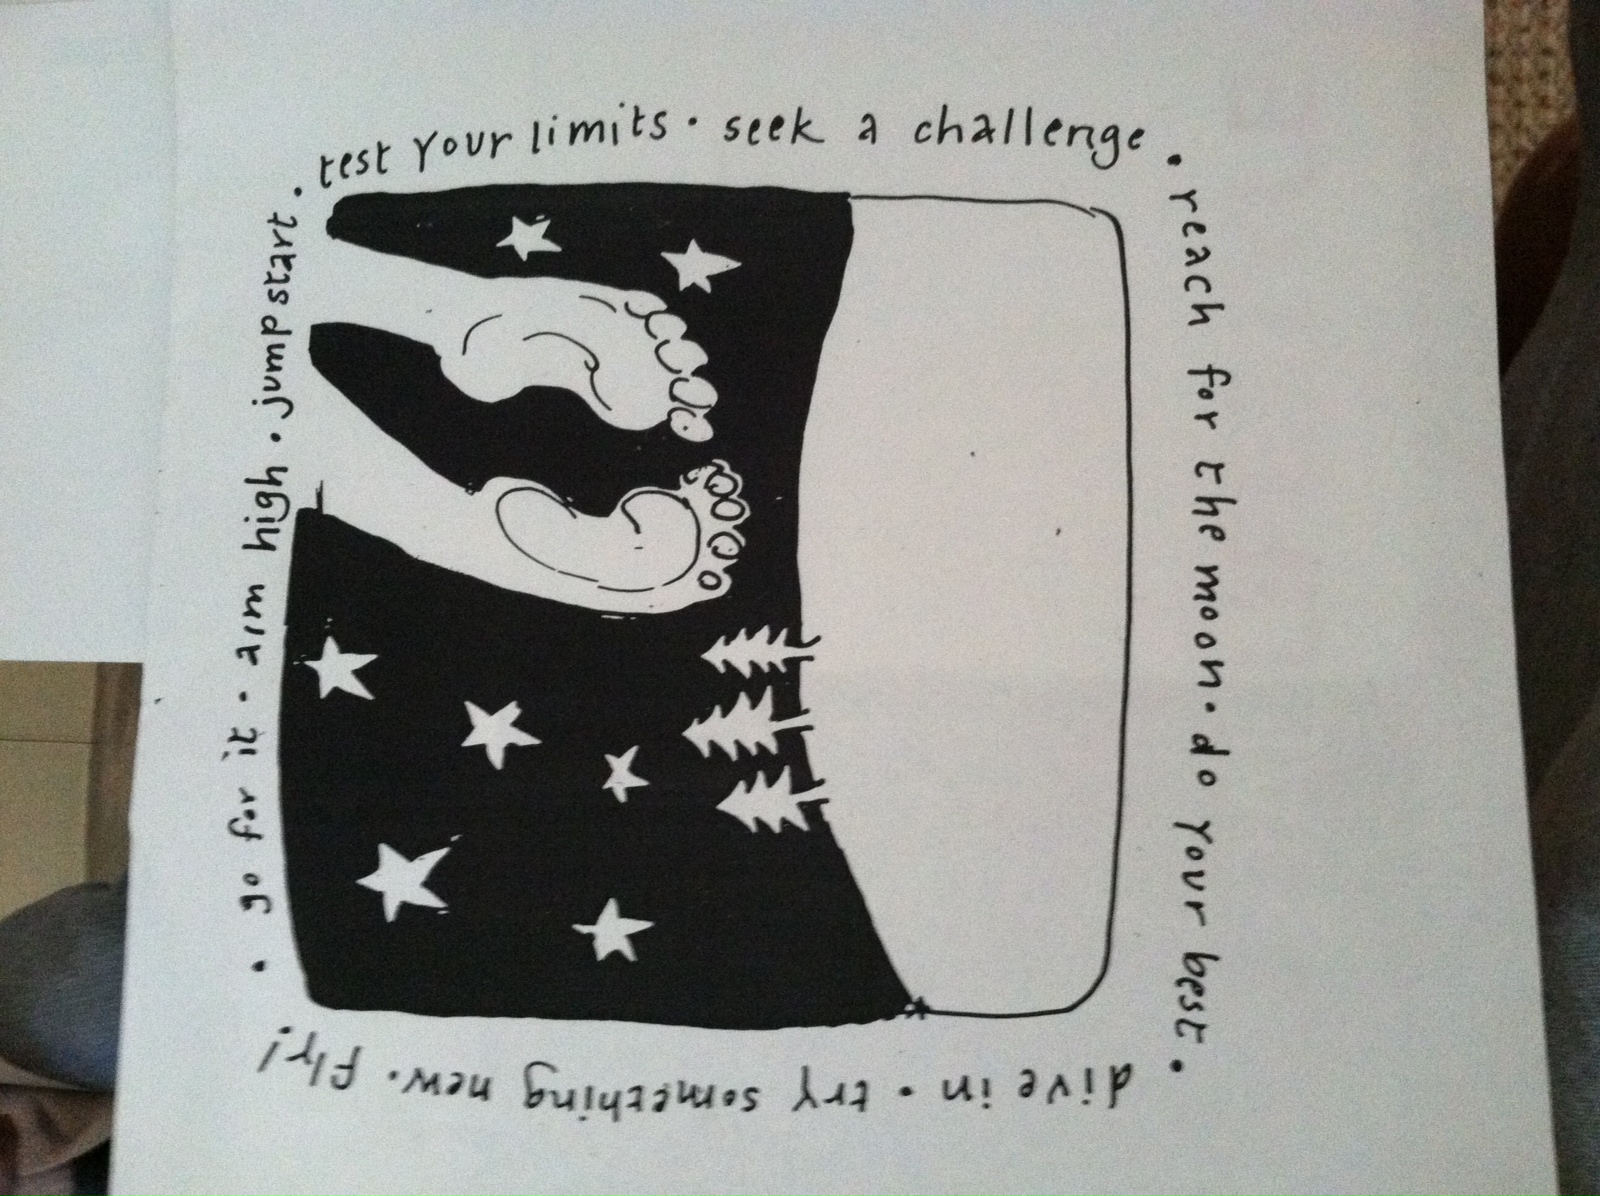 • go for it • aim high • jump start •
test your limits • seek a challenge
• reach for the moon • do your best •
dive in • try something new • fly!